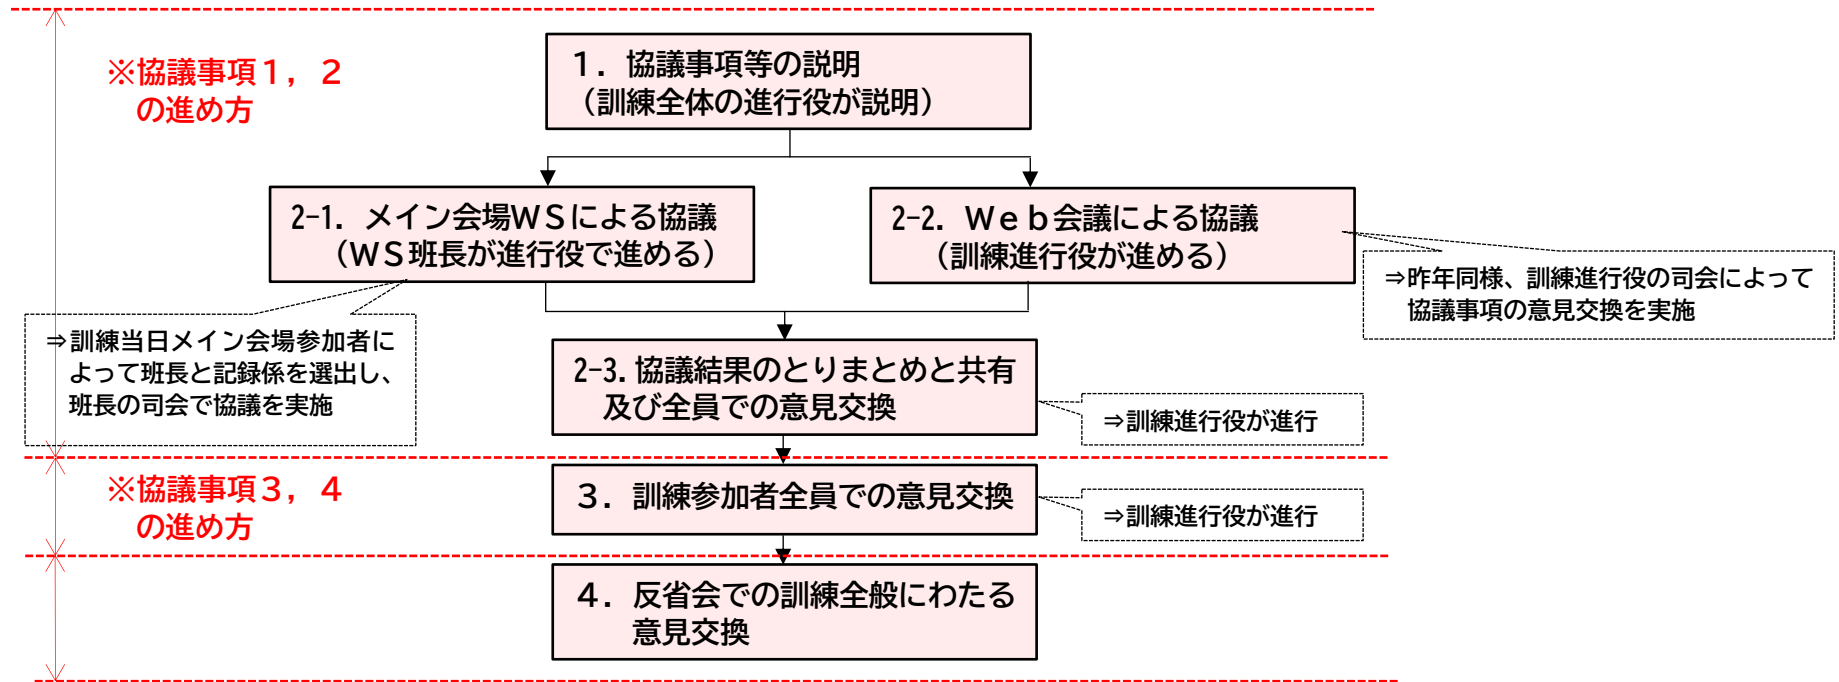 ※協議事項１，２
の進め方
１．協議事項等の説明
（訓練全体の進行役が説明）
2-1．メイン会場ＷＳによる協議
（ＷＳ班長が進行役で進める）
2-2．Ｗｅｂ会議による協議
（訓練進行役が進める）
⇒昨年同様、訓練進行役の司会によって
協議事項の意見交換を実施
⇒訓練当日メイン会場参加者に
よって班長と記録係を選出し、
班長の司会で協議を実施
2-3．協議結果のとりまとめと共有
及び全員での意見交換
⇒訓練進行役が進行
※協議事項３，４
の進め方
３．訓練参加者全員での意見交換
⇒訓練進行役が進行
４．反省会での訓練全般にわたる
意見交換